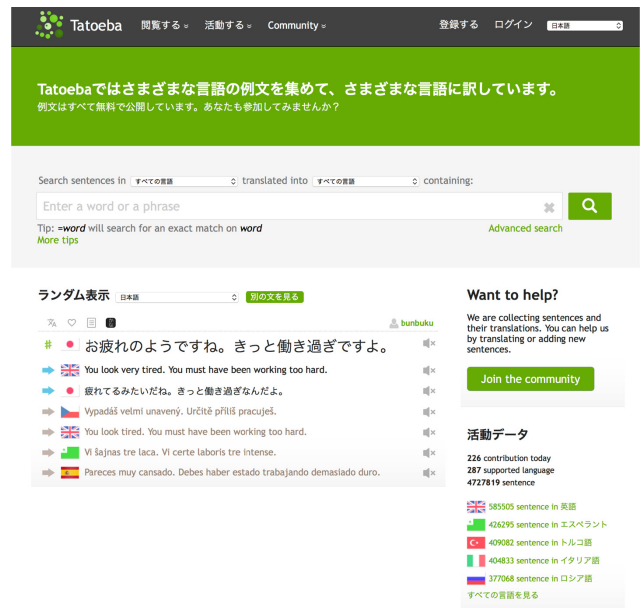 Tatoeba 閲覧する 活動する Community 登録する ログイン 日本語
Tatoebaではさまざまな言語の例文を集めて、さまざまな言語に訳しています。
例文はすべて無料で公開しています。あなたも参加してみませんか？
Search sentences in すべての言語 translated into すべての言語 containing:
Enter a word or a phrase
Tip: =word will search for an exact match on word
Advanced search
More tips
ランダム表示 日本語 別の文を見る
bunbuku
# お疲れのようですね。きっと働き過ぎですよ。
You look very tired. You must have been working too hard.
疲れてるみたいだね。きっと働き過ぎなんだよ。
Vypadáš velmi unavený. Určitě příliš pracuješ.
You look tired. You must have been working too hard.
Vi ŝajnas tre laca. Vi certe laboris tre intense.
Pareces muy cansado. Debes haber estado trabajando demasiado duro.
Want to help?
We are collecting sentences and
their translations. You can help us
by translating or adding new
sentences.
Join the community
活動データ
226 contribution today
287 supported language
4727819 sentence
585505 sentence in 英語
426295 sentence in エスペラント
409082 sentence in トルコ語
404833 sentence in イタリア語
377068 sentence in ロシア語
すべての言語を見る